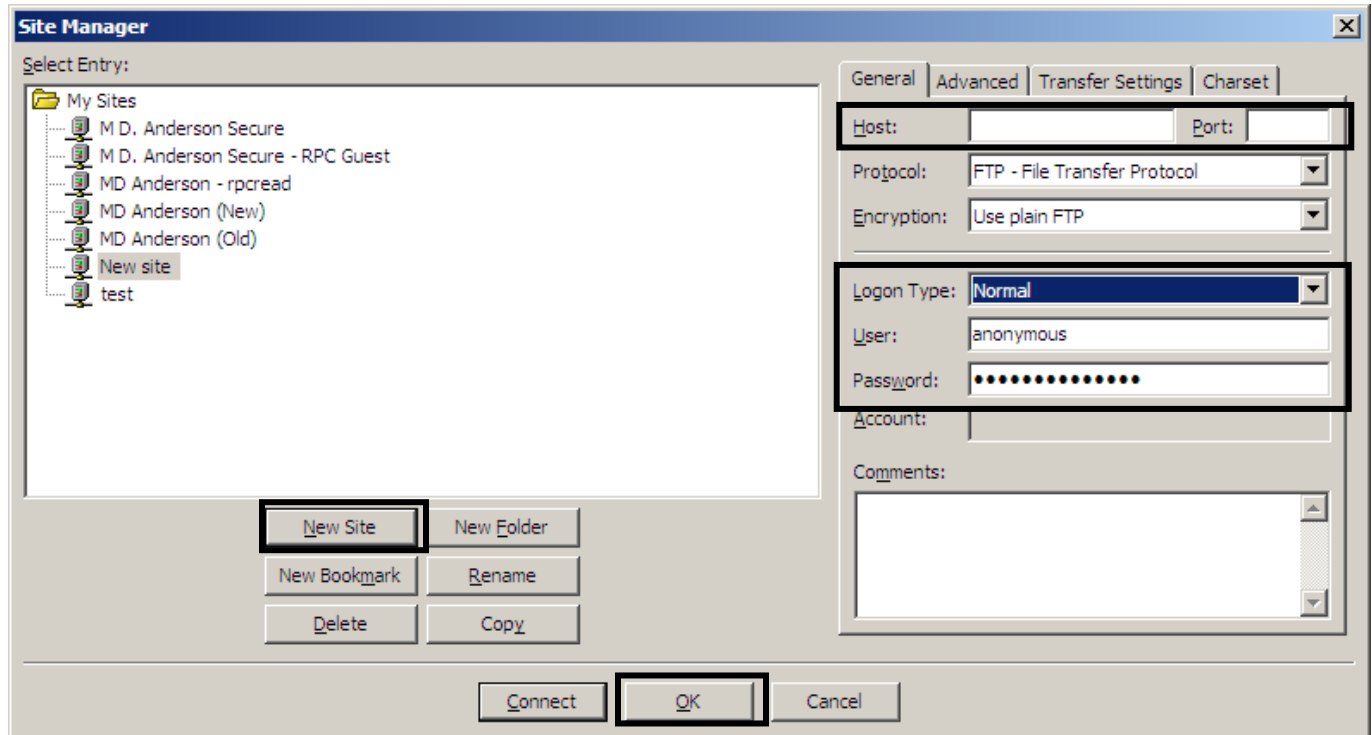 Site Manager
Select Entry:
My Sites
M D. Anderson Secure
M D. Anderson Secure - RPC Guest
MD Anderson - rpcread
MD Anderson (New)
MD Anderson (Old)
New site
test
New Site New Folder
New Bookmark Rename
Delete Copy
General Advanced Transfer Settings Charset
Host: Port:
Protocol: FTP - File Transfer Protocol
Encryption: Use plain FTP
Logon Type: Normal
User: anonymous
Password: ••••••••••••••
Account:
Comments:
Connect OK Cancel